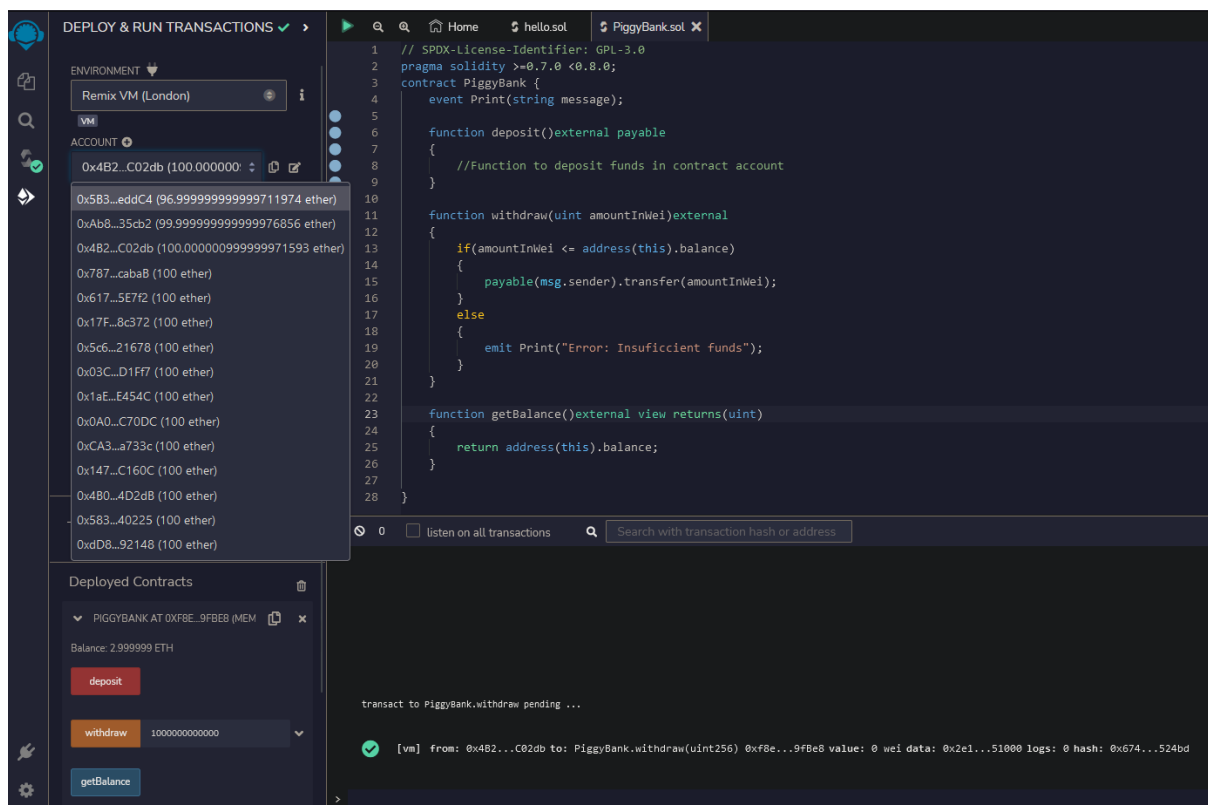 DEPLOY & RUN TRANSACTIONS
ENVIRONMENT
Remix VM (London)
VM
ACCOUNT
0x4B2...C02db (100.000000
0x5B3...eddC4 (96.999999999999711974 ether)
0xAb8...35cb2 (99.999999999999976856 ether)
0x4B2...C02db (100.000000999999971593 ether)
0x787...cabaB (100 ether)
0x617...5E7f2 (100 ether)
0x17F...8c372 (100 ether)
0x5c6...21678 (100 ether)
0x03C...D1Ff7 (100 ether)
0x1aE...E454C (100 ether)
0x0A0...C70DC (100 ether)
0xCA3...a733c (100 ether)
0x147...C160C (100 ether)
0x4B0...4D2dB (100 ether)
0x583...40225 (100 ether)
0xdD8...92148 (100 ether)
Deployed Contracts
PIGGYBANK AT 0XF8E...9FBE8 (MEM
Balance: 2.999999 ETH
deposit
withdraw 1000000000000
getBalance
Home hello.sol PiggyBank.sol
1 // SPDX-License-Identifier: GPL-3.0
2 pragma solidity >=0.7.0 <0.8.0;
3 contract PiggyBank {
4 event Print(string message);
5
6 function deposit()external payable
7 {
8 //Function to deposit funds in contract account
9 }
10
11 function withdraw(uint amountInWei)external
12 {
13 if(amountInWei <= address(this).balance)
14 {
15 payable(msg.sender).transfer(amountInWei);
16 }
17 else
18 {
19 emit Print("Error: Insuficcient funds");
20 }
21 }
22
23 function getBalance()external view returns(uint)
24 {
25 return address(this).balance;
26 }
27
28 }
0 listen on all transactions Search with transaction hash or address
transact to PiggyBank.withdraw pending ...
[vm] from: 0x4B2...C02db to: PiggyBank.withdraw(uint256) 0xf8e...9fBe8 value: 0 wei data: 0x2e1...51000 logs: 0 hash: 0x674...524bd
>